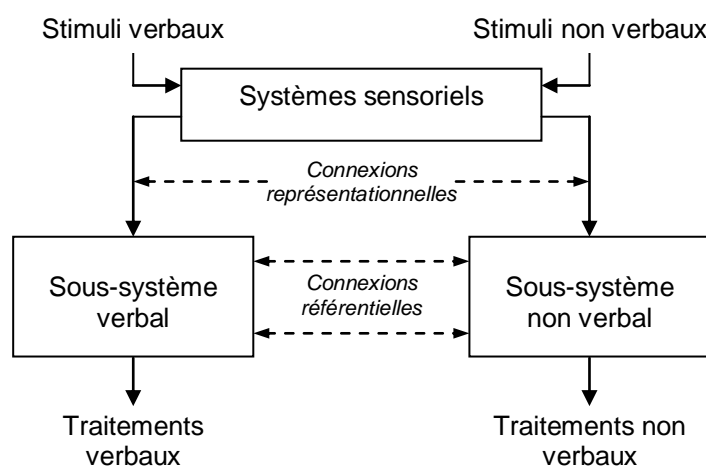 Stimuli verbaux
Stimuli non verbaux
Systèmes sensoriels
Connexions
représentationnelles
Sous-système
verbal
Connexions
référentielles
Sous-système
non verbal
Traitements
verbaux
Traitements non
verbaux